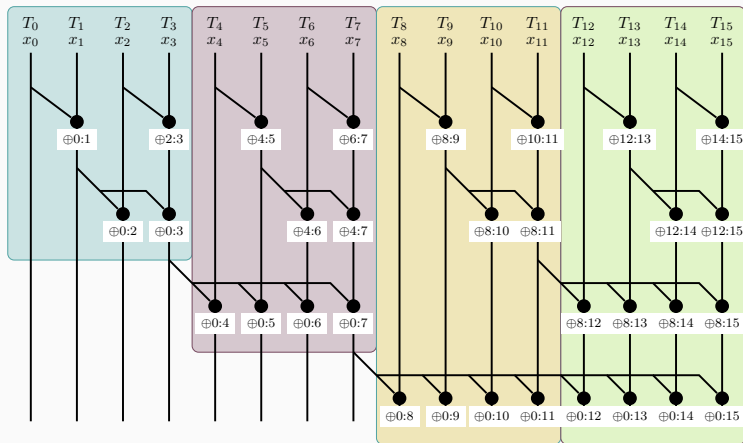 T₀ T₁ T₂ T₃ T₄ T₅ T₆ T₇ T₈ T₉ T₁₀ T₁₁ T₁₂ T₁₃ T₁₄ T₁₅
x₀ x₁ x₂ x₃ x₄ x₅ x₆ x₇ x₈ x₉ x₁₀ x₁₁ x₁₂ x₁₃ x₁₄ x₁₅
⊕0:1 ⊕2:3 ⊕4:5 ⊕6:7 ⊕8:9 ⊕10:11 ⊕12:13 ⊕14:15
⊕0:2 ⊕0:3 ⊕4:6 ⊕4:7 ⊕8:10 ⊕8:11 ⊕12:14 ⊕12:15
⊕0:4 ⊕0:5 ⊕0:6 ⊕0:7 ⊕8:12 ⊕8:13 ⊕8:14 ⊕8:15
⊕0:8 ⊕0:9 ⊕0:10 ⊕0:11 ⊕0:12 ⊕0:13 ⊕0:14 ⊕0:15